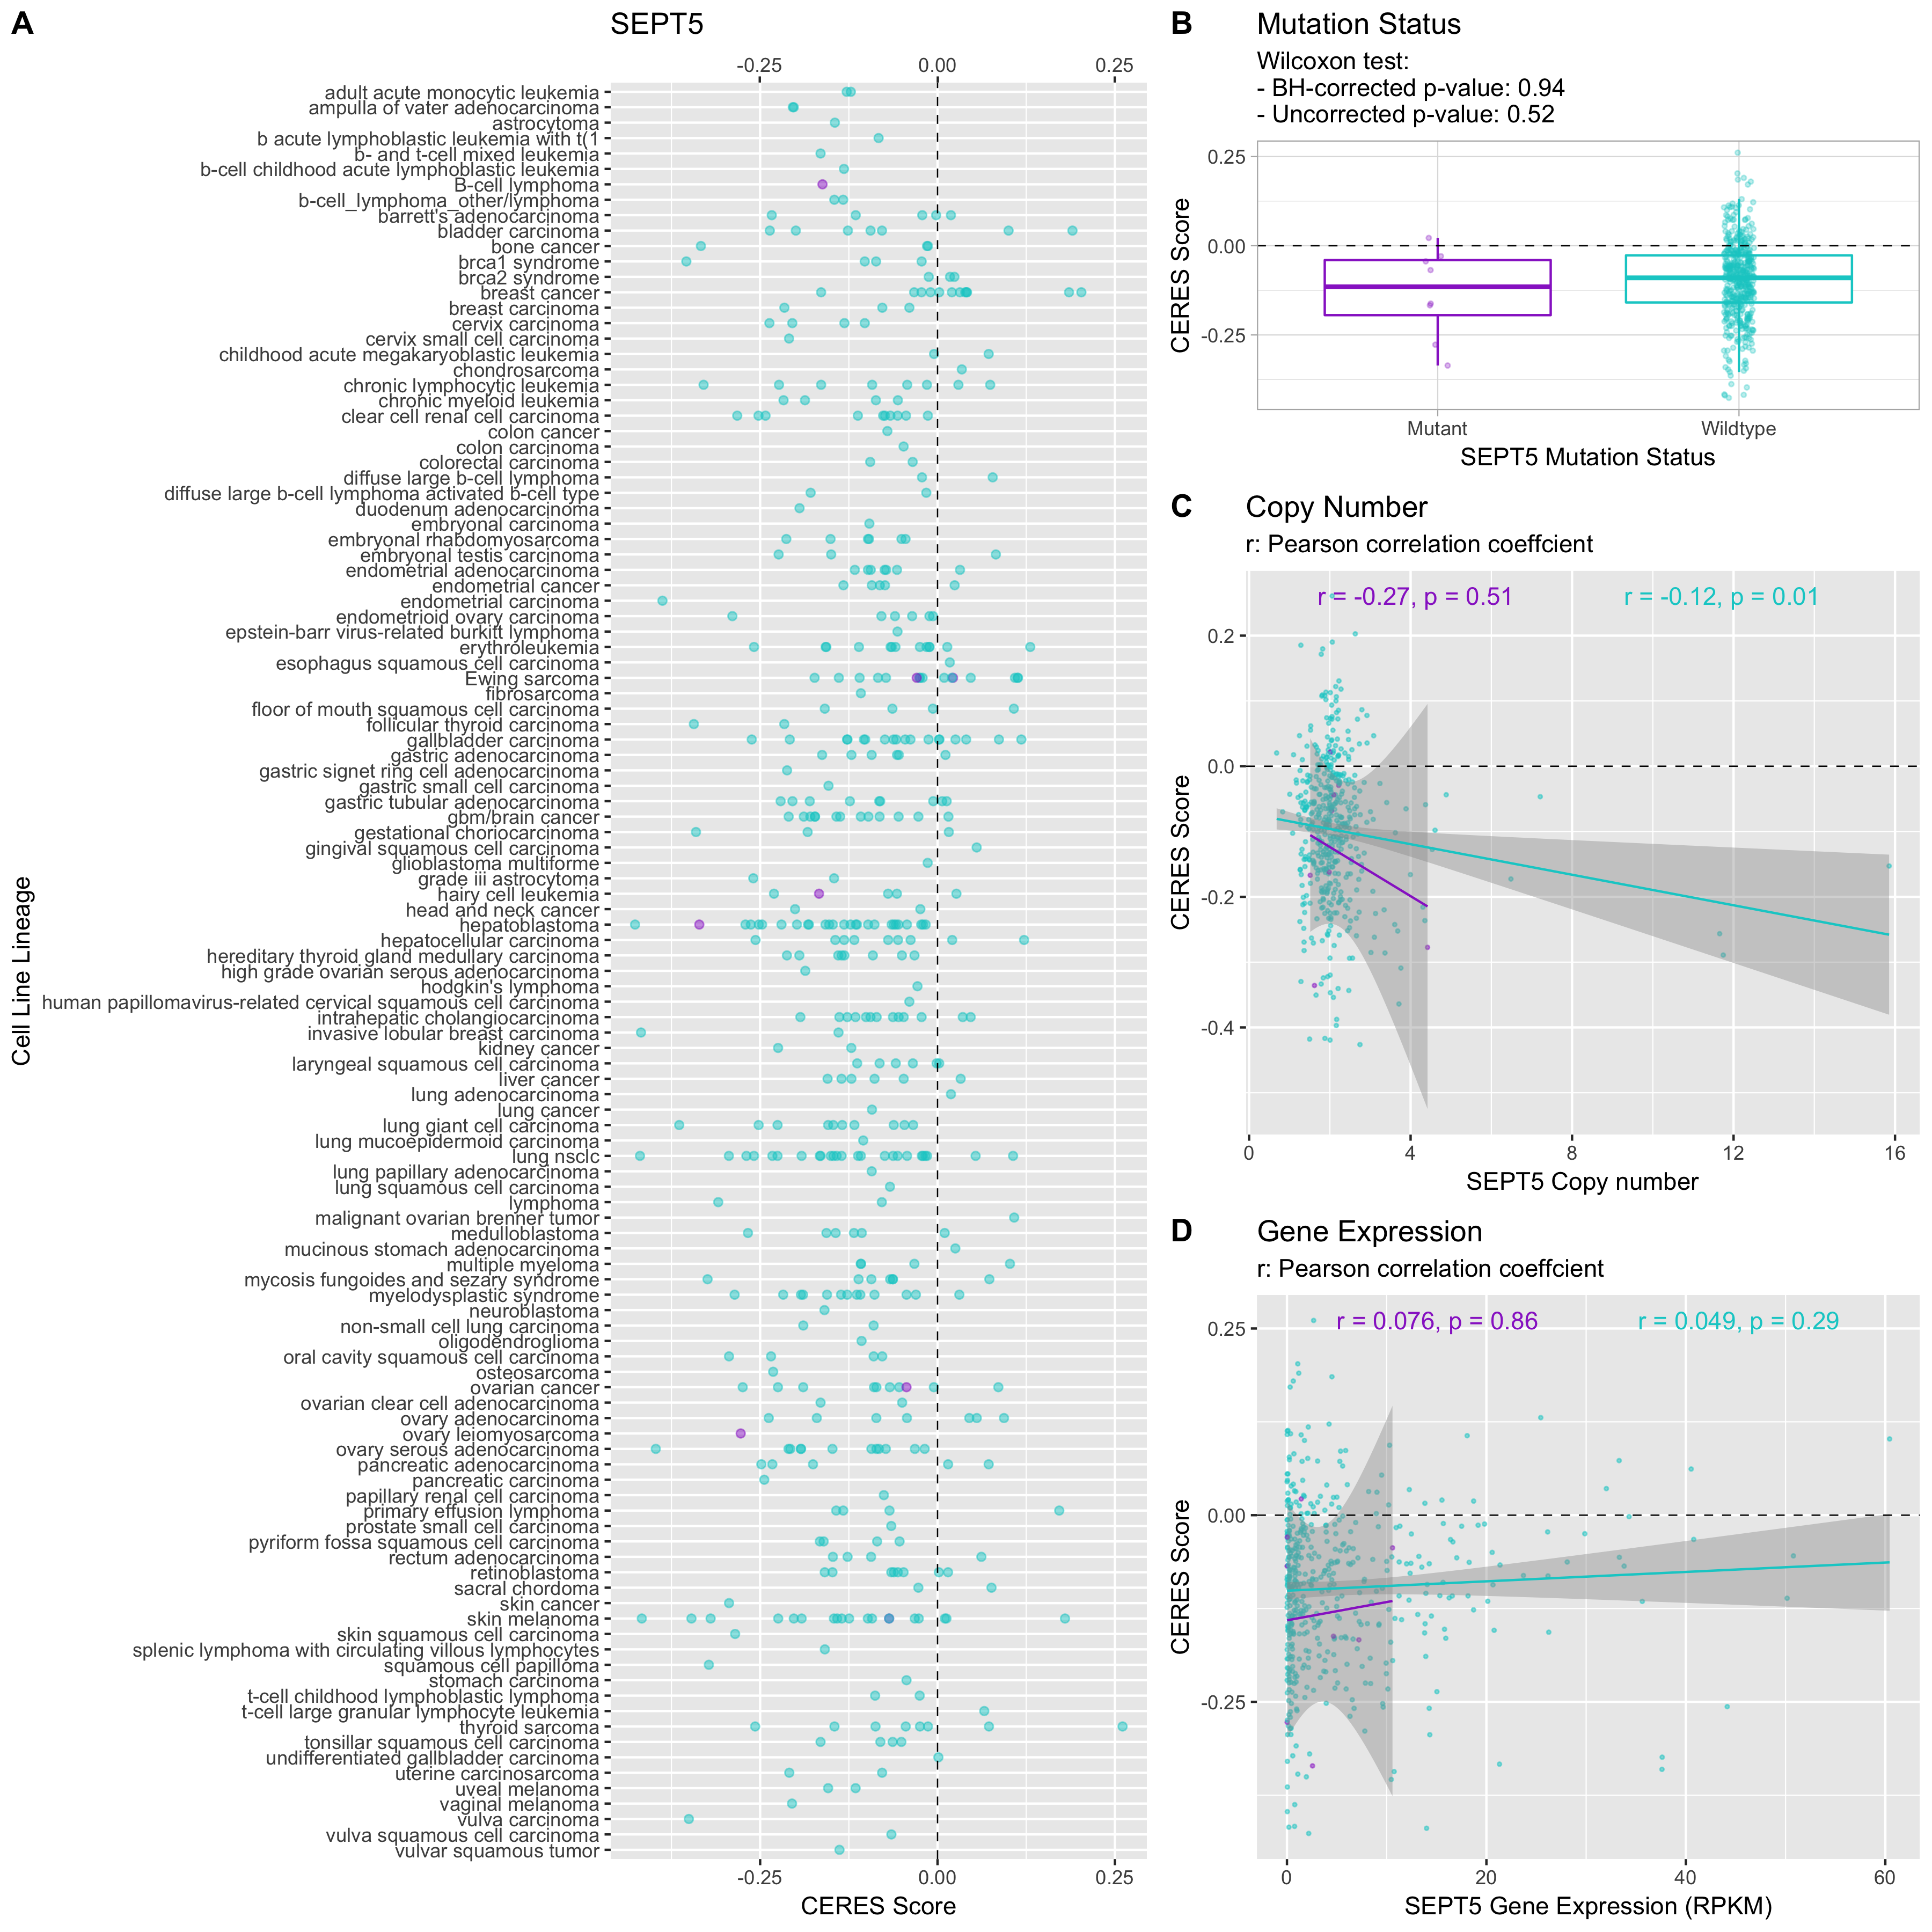 A
SEPT5
-0.25 0.00 0.25
adult acute monocytic leukemia
ampulla of vater adenocarcinoma
astrocytoma
b acute lymphoblastic leukemia with t(1
b- and t-cell mixed leukemia
b-cell childhood acute lymphoblastic leukemia
B-cell lymphoma
b-cell_lymphoma_other/lymphoma
barrett's adenocarcinoma
bladder carcinoma
bone cancer
brca1 syndrome
brca2 syndrome
breast cancer
breast carcinoma
cervix carcinoma
cervix small cell carcinoma
childhood acute megakaryoblastic leukemia
chondrosarcoma
chronic lymphocytic leukemia
chronic myeloid leukemia
clear cell renal cell carcinoma
colon cancer
colon carcinoma
colorectal carcinoma
diffuse large b-cell lymphoma
diffuse large b-cell lymphoma activated b-cell type
duodenum adenocarcinoma
embryonal carcinoma
embryonal rhabdomyosarcoma
embryonal testis carcinoma
endometrial adenocarcinoma
endometrial cancer
endometrial carcinoma
endometrioid ovary carcinoma
epstein-barr virus-related burkitt lymphoma
erythroleukemia
esophagus squamous cell carcinoma
Ewing sarcoma
fibrosarcoma
floor of mouth squamous cell carcinoma
follicular thyroid carcinoma
gallbladder carcinoma
gastric adenocarcinoma
gastric signet ring cell adenocarcinoma
gastric small cell carcinoma
gastric tubular adenocarcinoma
gbm/brain cancer
gestational choriocarcinoma
gingival squamous cell carcinoma
glioblastoma multiforme
grade iii astrocytoma
hairy cell leukemia
head and neck cancer
hepatoblastoma
hepatocellular carcinoma
hereditary thyroid gland medullary carcinoma
high grade ovarian serous adenocarcinoma
hodgkin's lymphoma
human papillomavirus-related cervical squamous cell carcinoma
intrahepatic cholangiocarcinoma
invasive lobular breast carcinoma
kidney cancer
laryngeal squamous cell carcinoma
liver cancer
lung adenocarcinoma
lung cancer
lung giant cell carcinoma
lung mucoepidermoid carcinoma
lung nsclc
lung papillary adenocarcinoma
lung squamous cell carcinoma
lymphoma
malignant ovarian brenner tumor
medulloblastoma
mucinous stomach adenocarcinoma
multiple myeloma
mycosis fungoides and sezary syndrome
myelodysplastic syndrome
neuroblastoma
non-small cell lung carcinoma
oligodendroglioma
oral cavity squamous cell carcinoma
osteosarcoma
ovarian cancer
ovarian clear cell adenocarcinoma
ovary adenocarcinoma
ovary leiomyosarcoma
ovary serous adenocarcinoma
pancreatic adenocarcinoma
pancreatic carcinoma
papillary renal cell carcinoma
primary effusion lymphoma
prostate small cell carcinoma
pyriform fossa squamous cell carcinoma
rectum adenocarcinoma
retinoblastoma
sacral chordoma
skin cancer
skin melanoma
skin squamous cell carcinoma
splenic lymphoma with circulating villous lymphocytes
squamous cell papilloma
stomach carcinoma
t-cell childhood lymphoblastic lymphoma
t-cell large granular lymphocyte leukemia
thyroid sarcoma
tonsillar squamous cell carcinoma
undifferentiated gallbladder carcinoma
uterine carcinosarcoma
uveal melanoma
vaginal melanoma
vulva carcinoma
vulva squamous cell carcinoma
vulvar squamous tumor
-0.25 0.00 0.25
CERES Score
Cell Line Lineage
B
Mutation Status
Wilcoxon test:
- BH-corrected p-value: 0.94
- Uncorrected p-value: 0.52
0.25
0.00
-0.25
CERES Score
Mutant Wildtype
SEPT5 Mutation Status
C
Copy Number
r: Pearson correlation coeffcient
r = -0.27, p = 0.51 r = -0.12, p = 0.01
0.2
0.0
-0.2
-0.4
CERES Score
0 4 8 12 16
SEPT5 Copy number
D
Gene Expression
r: Pearson correlation coeffcient
r = 0.076, p = 0.86 r = 0.049, p = 0.29
0.25
0.00
-0.25
CERES Score
0 20 40 60
SEPT5 Gene Expression (RPKM)